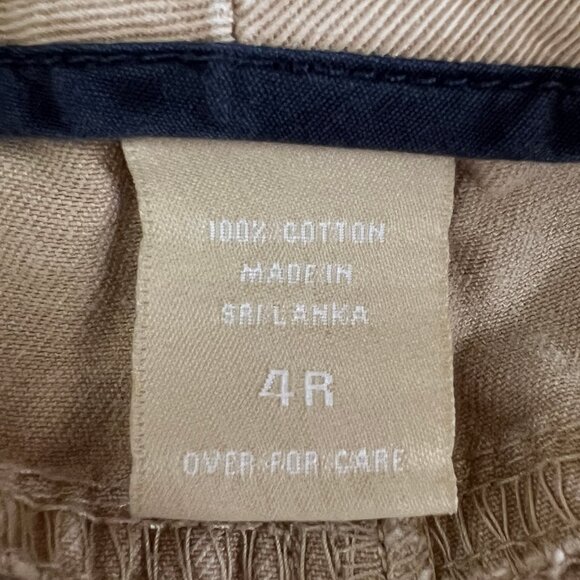 100% COTTON
MADE IN
SRI LANKA
4R
OVER FOR CARE